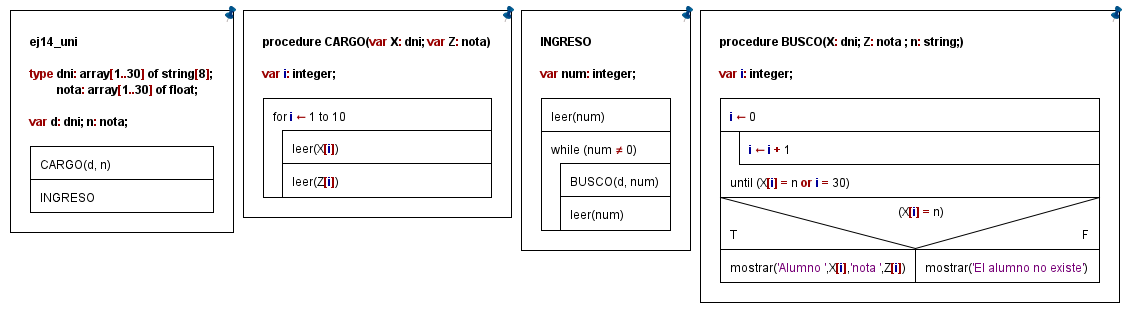 ej14_uni
type dni: array[1..30] of string[8];
nota: array[1..30] of float;
var d: dni; n: nota;
CARGO(d, n)
INGRESO
procedure CARGO(var X: dni; var Z: nota)
var i: integer;
for i ← 1 to 10
leer(X[i])
leer(Z[i])
INGRESO
var num: integer;
leer(num)
while (num ≠ 0)
BUSCO(d, num)
leer(num)
procedure BUSCO(X: dni; Z: nota ; n: string;)
var i: integer;
i ← 0
i ← i + 1
until (X[i] = n or i = 30)
(X[i] = n)
T
F
mostrar('Alumno ',X[i],'nota ',Z[i])
mostrar('El alumno no existe')